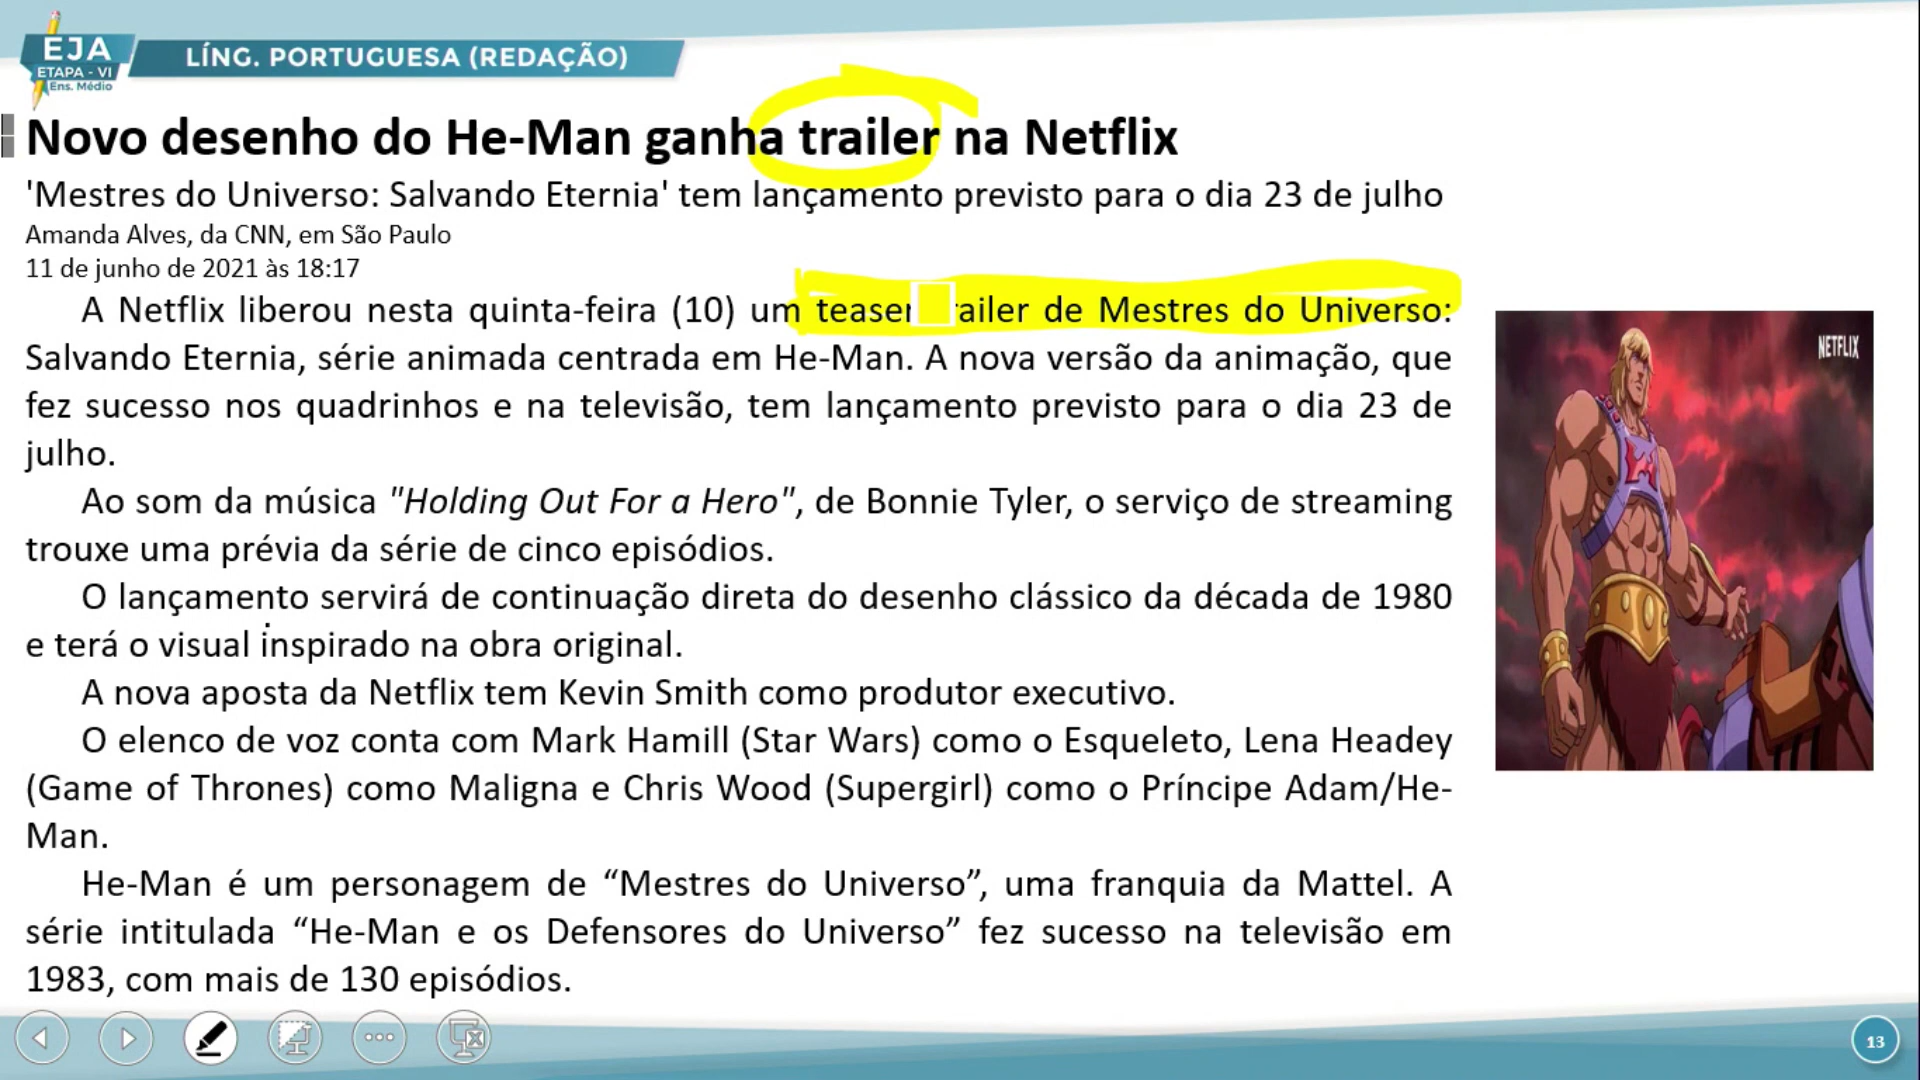 EJA
ETAPA - VI
Ens. Médio
LÍNG. PORTUGUESA (REDAÇÃO)
Novo desenho do He-Man ganha trailer na Netflix
'Mestres do Universo: Salvando Eternia' tem lançamento previsto para o dia 23 de julho
Amanda Alves, da CNN, em São Paulo
11 de junho de 2021 às 18:17
A Netflix liberou nesta quinta-feira (10) um teaser trailer de Mestres do Universo:
Salvando Eternia, série animada centrada em He-Man. A nova versão da animação, que
fez sucesso nos quadrinhos e na televisão, tem lançamento previsto para o dia 23 de
julho.
Ao som da música "Holding Out For a Hero", de Bonnie Tyler, o serviço de streaming
trouxe uma prévia da série de cinco episódios.
O lançamento servirá de continuação direta do desenho clássico da década de 1980
e terá o visual inspirado na obra original.
A nova aposta da Netflix tem Kevin Smith como produtor executivo.
O elenco de voz conta com Mark Hamill (Star Wars) como o Esqueleto, Lena Headey
(Game of Thrones) como Maligna e Chris Wood (Supergirl) como o Príncipe Adam/He-
Man.
He-Man é um personagem de “Mestres do Universo”, uma franquia da Mattel. A
série intitulada “He-Man e os Defensores do Universo” fez sucesso na televisão em
1983, com mais de 130 episódios.
NETFLIX
13